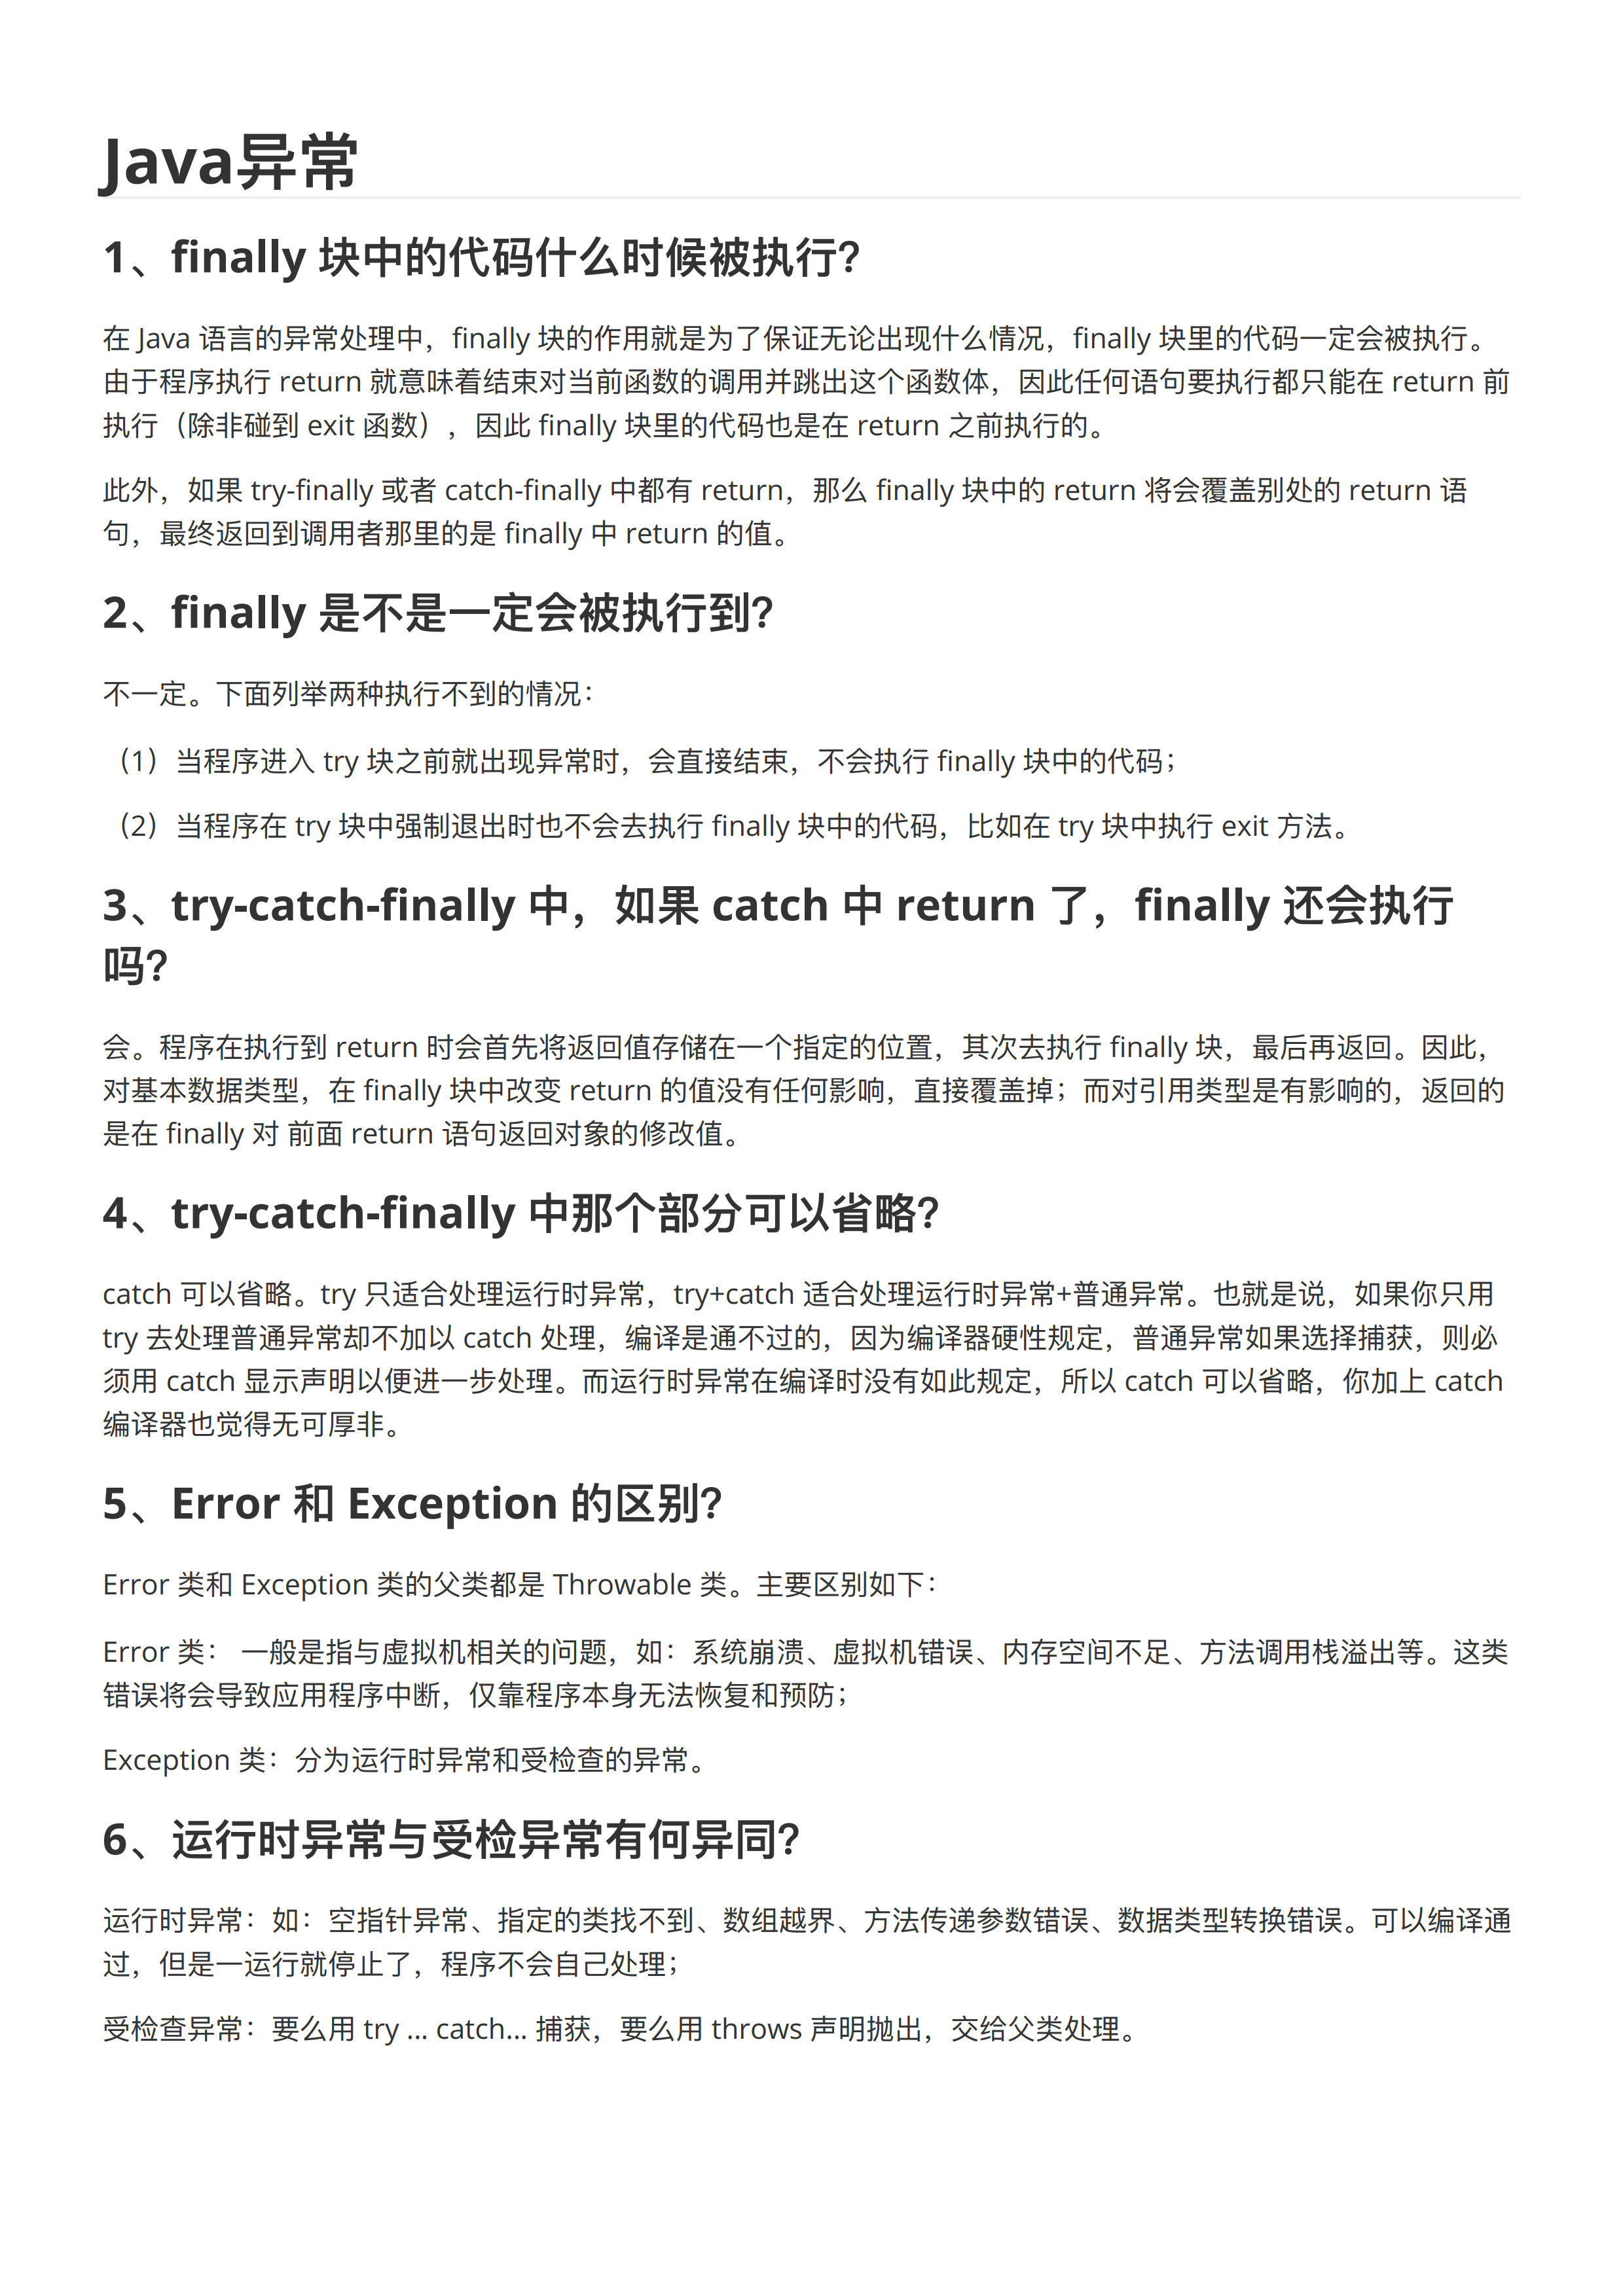 Java异常
1、finally 块中的代码什么时候被执行？
在 Java 语言的异常处理中，finally 块的作用就是为了保证无论出现什么情况，finally 块里的代码一定会被执行。
由于程序执行 return 就意味着结束对当前函数的调用并跳出这个函数体，因此任何语句要执行都只能在 return 前
执行（除非碰到 exit 函数），因此 finally 块里的代码也是在 return 之前执行的。
此外，如果 try-finally 或者 catch-finally 中都有 return，那么 finally 块中的 return 将会覆盖别处的 return 语
句，最终返回到调用者那里的是 finally 中 return 的值。
2、finally 是不是一定会被执行到？
不一定。下面列举两种执行不到的情况：
（1）当程序进入 try 块之前就出现异常时，会直接结束，不会执行 finally 块中的代码；
（2）当程序在 try 块中强制退出时也不会去执行 finally 块中的代码，比如在 try 块中执行 exit 方法。
3、try-catch-finally 中，如果 catch 中 return 了，finally 还会执行
吗？
会。程序在执行到 return 时会首先将返回值存储在一个指定的位置，其次去执行 finally 块，最后再返回。因此，
对基本数据类型，在 finally 块中改变 return 的值没有任何影响，直接覆盖掉；而对引用类型是有影响的，返回的
是在 finally 对 前面 return 语句返回对象的修改值。
4、try-catch-finally 中那个部分可以省略？
catch 可以省略。try 只适合处理运行时异常，try+catch 适合处理运行时异常+普通异常。也就是说，如果你只用
try 去处理普通异常却不加以 catch 处理，编译是通不过的，因为编译器硬性规定，普通异常如果选择捕获，则必
须用 catch 显示声明以便进一步处理。而运行时异常在编译时没有如此规定，所以 catch 可以省略，你加上 catch
编译器也觉得无可厚非。
5、Error 和 Exception 的区别？
Error 类和 Exception 类的父类都是 Throwable 类。主要区别如下：
Error 类： 一般是指与虚拟机相关的问题，如：系统崩溃、虚拟机错误、内存空间不足、方法调用栈溢出等。这类
错误将会导致应用程序中断，仅靠程序本身无法恢复和预防；
Exception 类：分为运行时异常和受检查的异常。
6、运行时异常与受检异常有何异同？
运行时异常：如：空指针异常、指定的类找不到、数组越界、方法传递参数错误、数据类型转换错误。可以编译通
过，但是一运行就停止了，程序不会自己处理；
受检查异常：要么用 try … catch… 捕获，要么用 throws 声明抛出，交给父类处理。